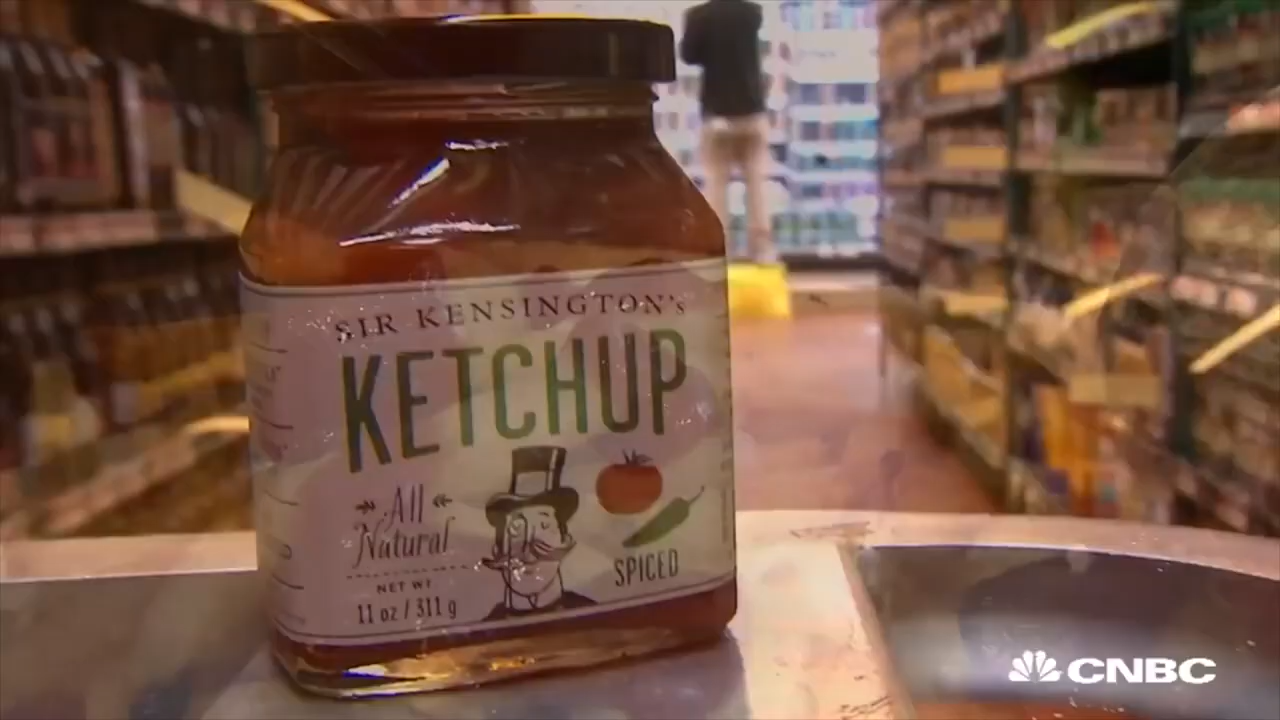 SIR KENSINGTON'S
KETCHUP
All
Natural
NET WT
11 oz / 311 g
SPICED
CNBC